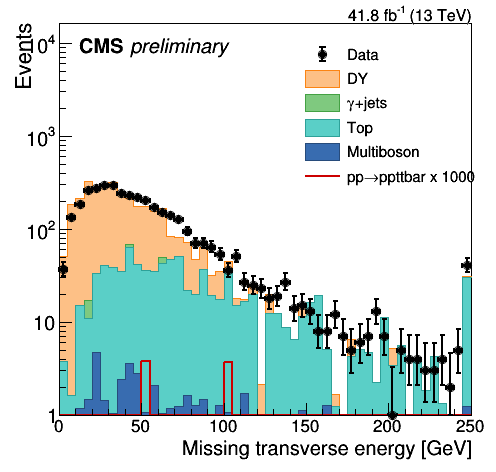 41.8 fb⁻¹ (13 TeV)
CMS preliminary
Events
10⁴
10³
10²
10
1
Data
DY
γ+jets
Top
Multiboson
pp→ppttbar x 1000
0 50 100 150 200 250
Missing transverse energy [GeV]